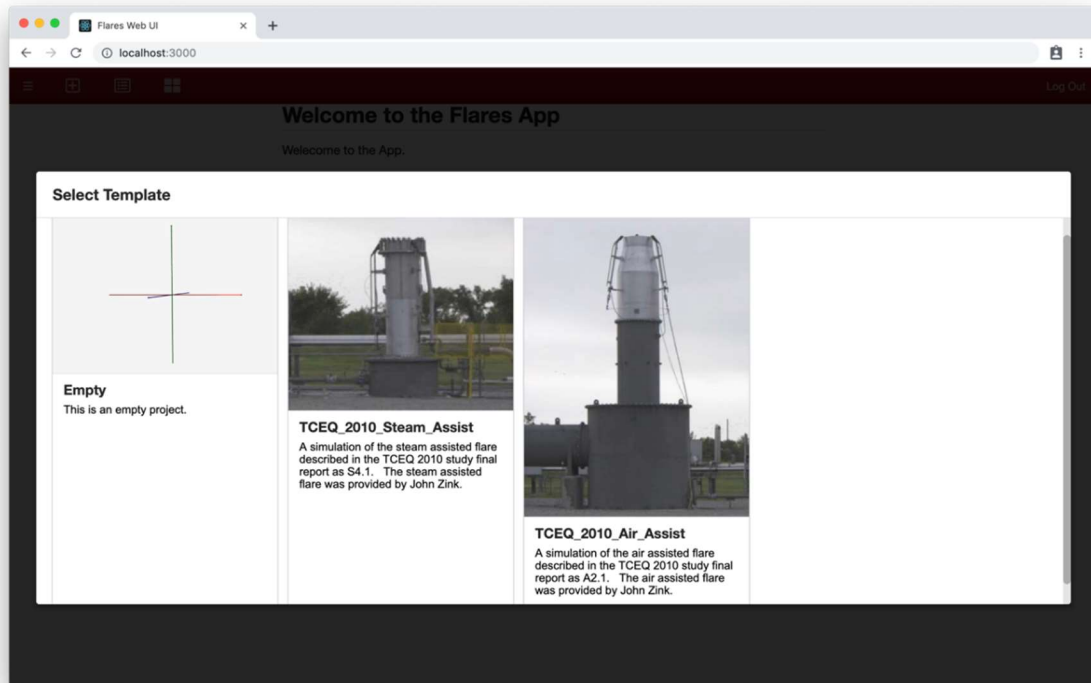 Flares Web UI
localhost:3000
Log Out
Welcome to the Flares App
Welecome to the App.
Select Template
Empty
This is an empty project.
TCEQ_2010_Steam_Assist
A simulation of the steam assisted flare
described in the TCEQ 2010 study final
report as S4.1. The steam assisted
flare was provided by John Zink.
TCEQ_2010_Air_Assist
A simulation of the air assisted flare
described in the TCEQ 2010 study final
report as A2.1. The air assisted flare
was provided by John Zink.